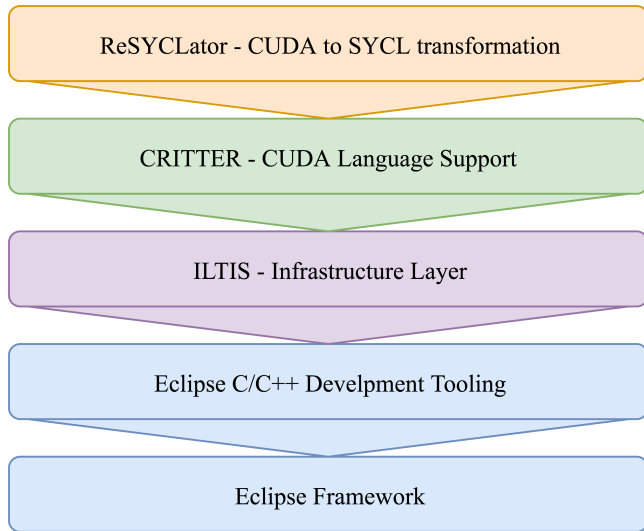 ReSYCLator - CUDA to SYCL transformation
CRITTER - CUDA Language Support
ILTIS - Infrastructure Layer
Eclipse C/C++ Develpment Tooling
Eclipse Framework